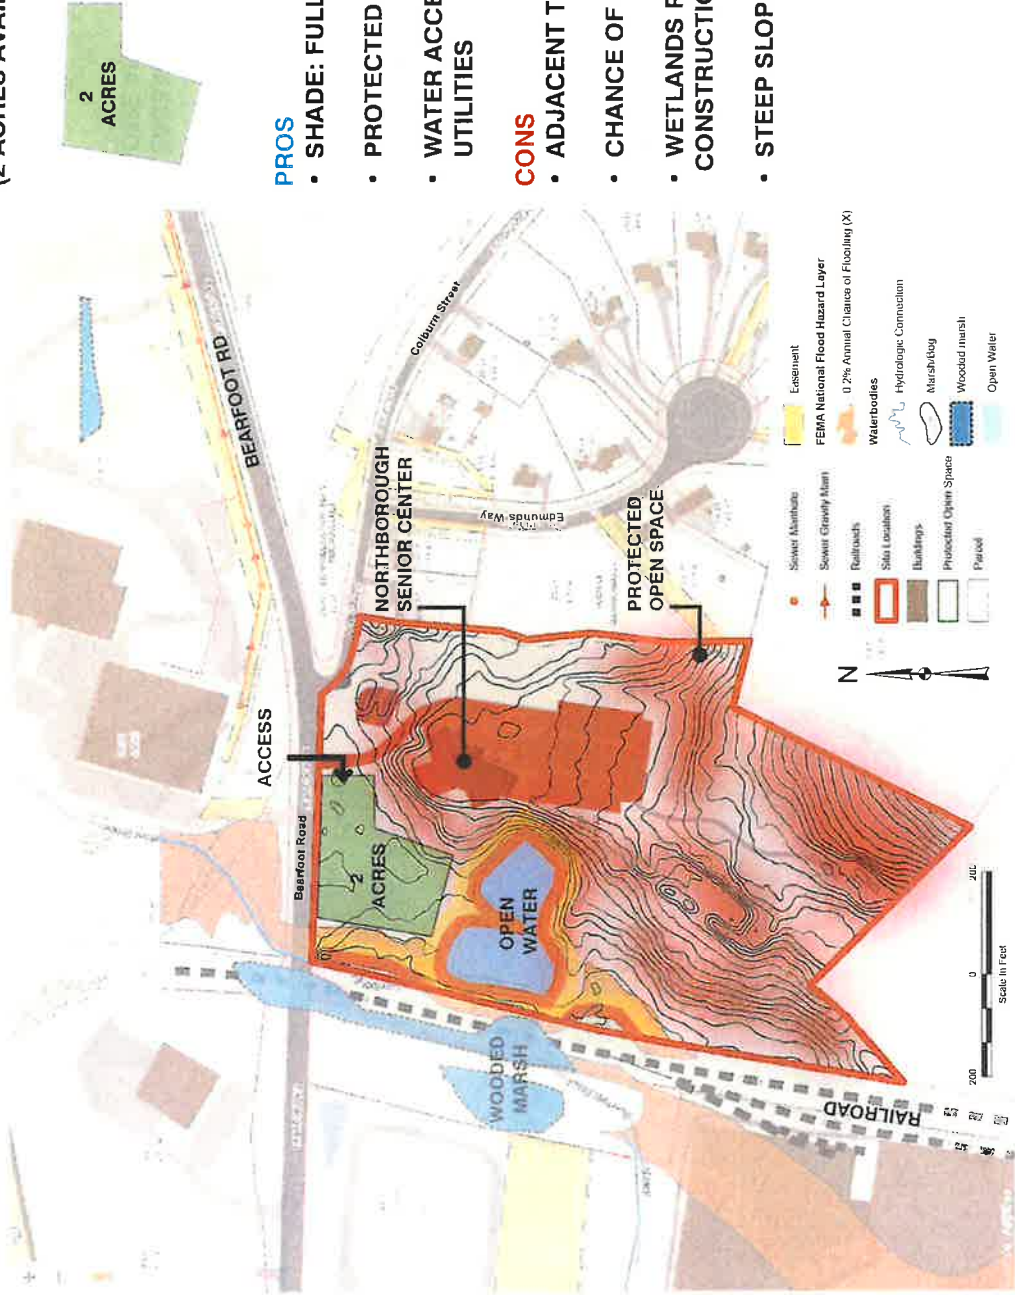 (2 ACRES AVAI
2
ACRES
PROS
• SHADE: FULL
• PROTECTED
• WATER ACCE
UTILITIES
CONS
• ADJACENT T
• CHANCE OF
• WETLANDS R
CONSTRUCTIO
• STEEP SLOP
BEARFOOT RD
Colburn Street
NORTHBOROUGH
SENIOR CENTER
Edmunds Way
PROTECTED
OPEN SPACE
ACCESS
Bearfoot Road
2
ACRES
OPEN
WATER
WOODED
MARSH
RAILROAD
N
Sewer Manhole
Sewer Gravity Main
Railroads
Site Location
Buildings
Protected Open Space
Parcel
Easement
FEMA National Flood Hazard Layer
0.2% Annual Chance of Flooding (X)
Waterbodies
Hydrologic Connection
Marsh/Bog
Wooded marsh
Open Water
200
0
200
Scale In Feet